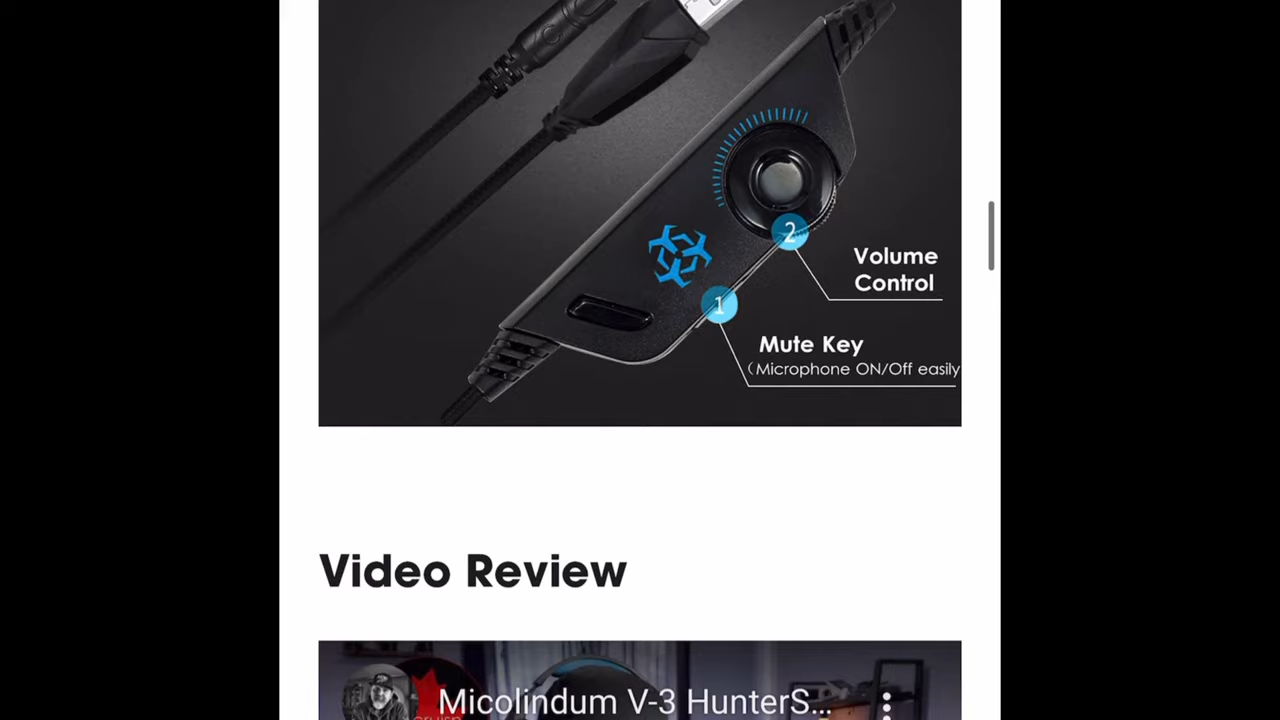 2
Volume
Control
1
Mute Key
(Microphone ON/Off easily
Video Review
Micolindum V-3 HunterS...